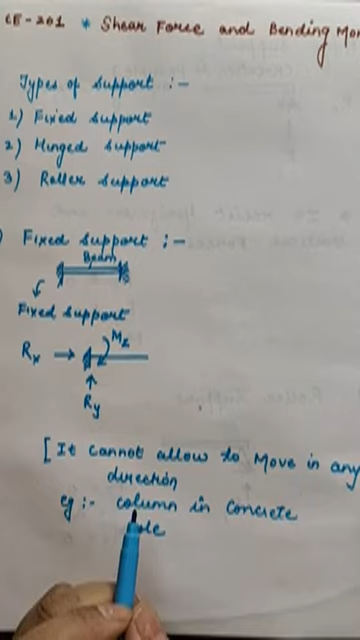 CE-201 * Shear Force and Bending Mom
Types of Support :-
1) Fixed Support
2) Hinged Support
3) Roller Support
) Fixed Support :-
Beam
Fixed Support
Rx → Mz
Ry
[It cannot allow to Move in any
direction
eg :- column in Concrete